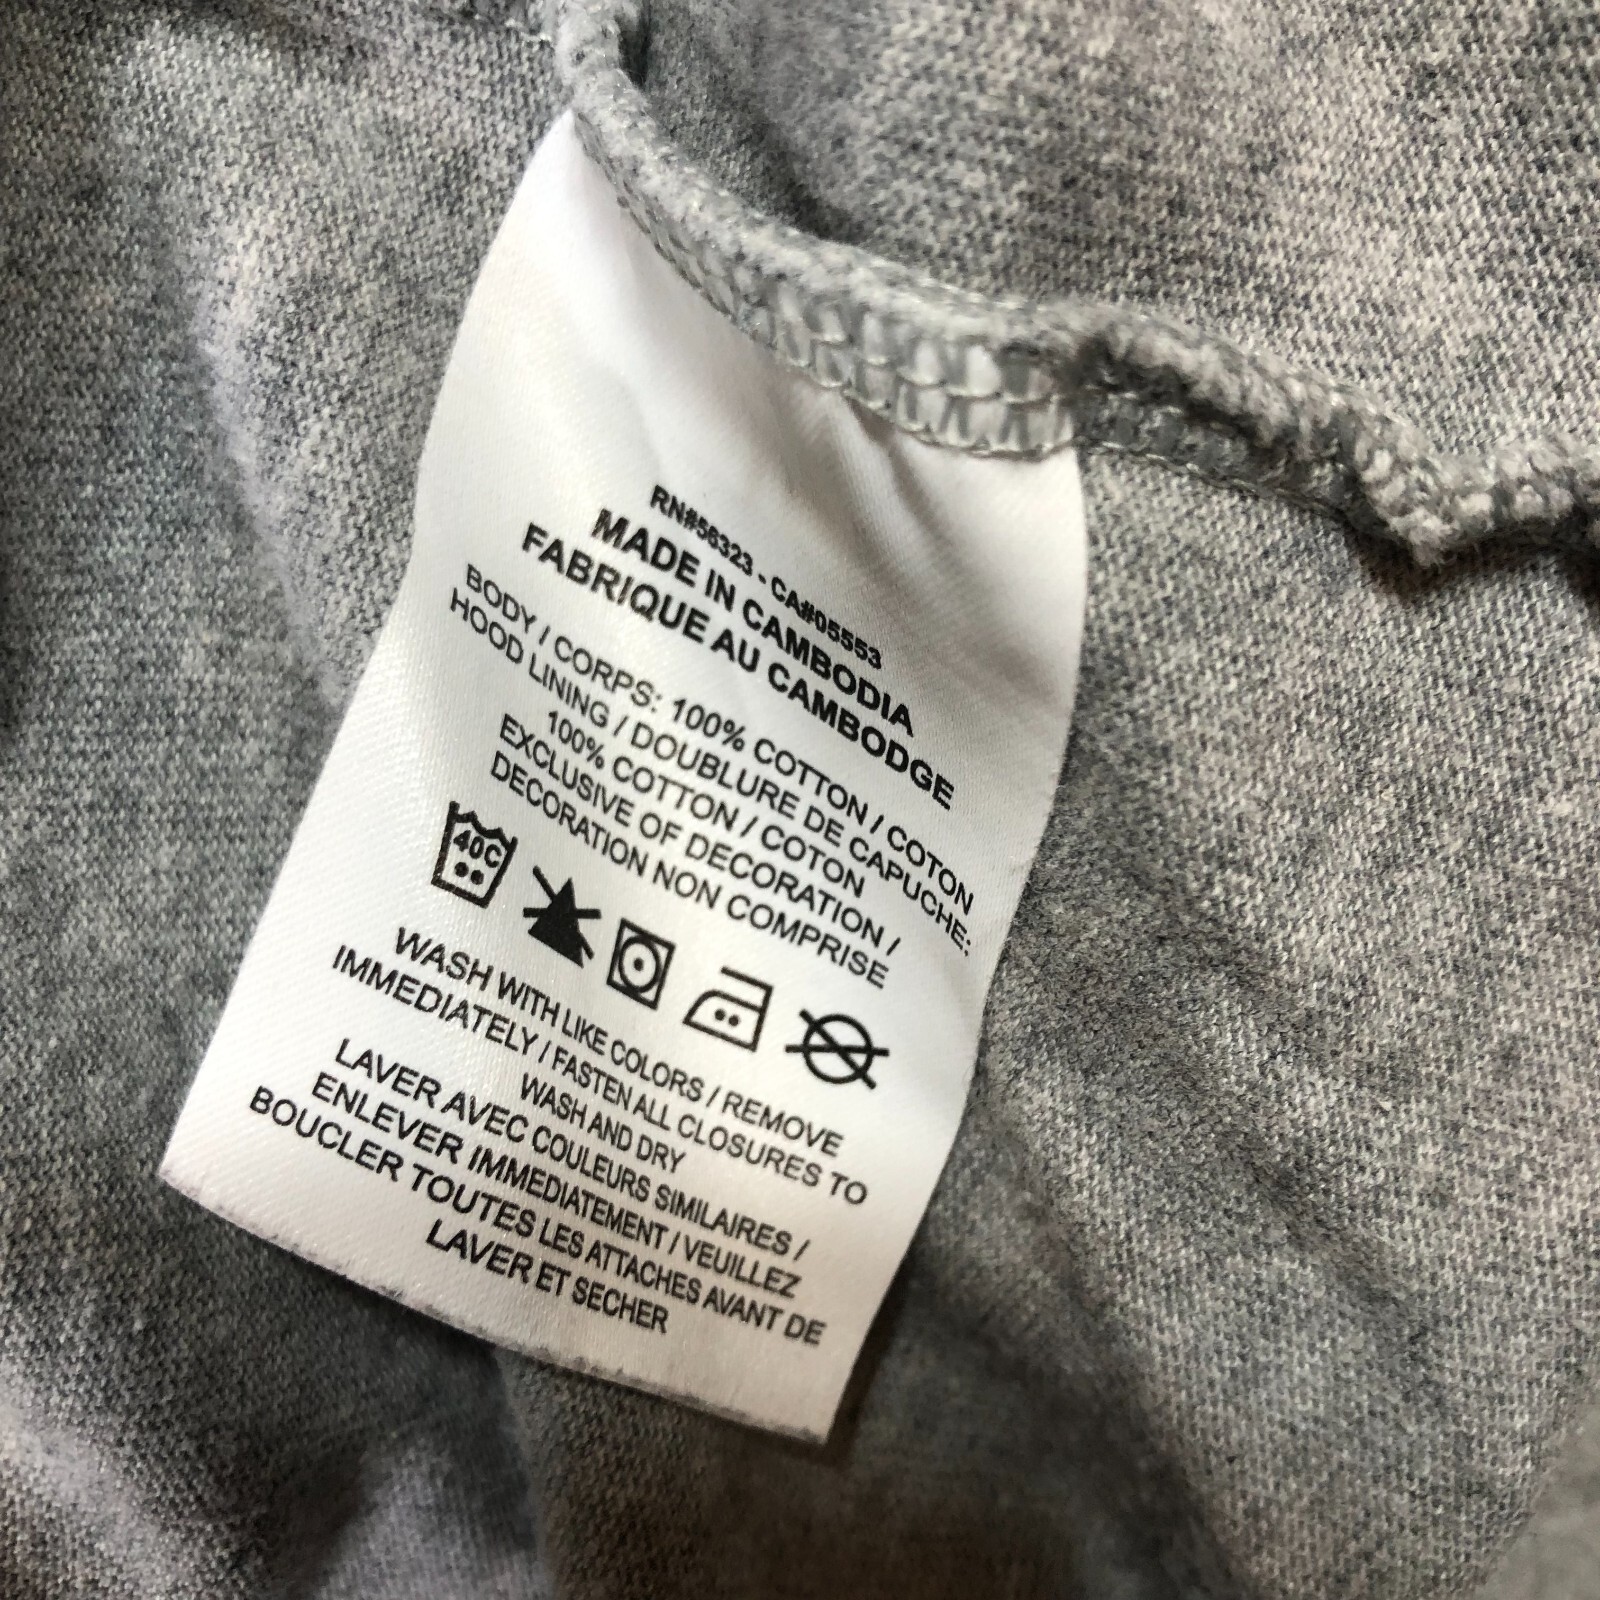 RN#56323 - CA#05553
MADE IN CAMBODIA
FABRIQUE AU CAMBODGE
BODY / CORPS: 100% COTTON / COTON
HOOD LINING / DOUBLURE DE CAPUCHE:
100% COTTON / COTON
EXCLUSIVE OF DECORATION /
DECORATION NON COMPRISE
40C
WASH WITH LIKE COLORS / REMOVE
IMMEDIATELY / FASTEN ALL CLOSURES TO
WASH AND DRY
LAVER AVEC COULEURS SIMILAIRES /
ENLEVER IMMEDIATEMENT / VEUILLEZ
BOUCLER TOUTES LES ATTACHES AVANT DE
LAVER ET SECHER